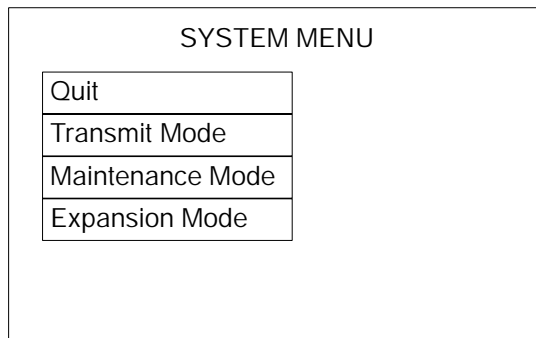 SYSTEM MENU
Quit
Transmit Mode
Maintenance Mode
Expansion Mode